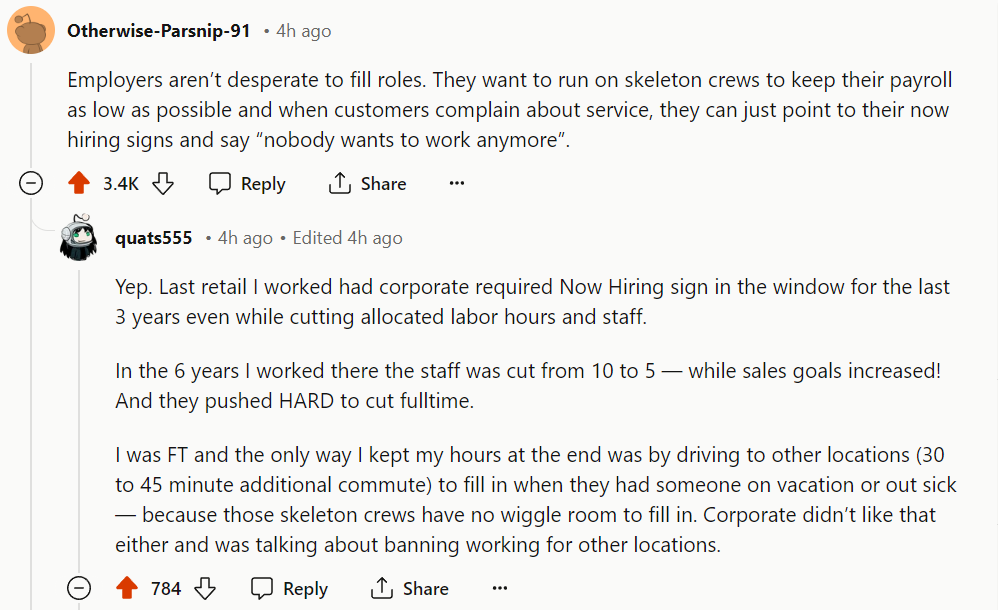 Otherwise-Parsnip-91 • 4h ago
Employers aren’t desperate to fill roles. They want to run on skeleton crews to keep their payroll
as low as possible and when customers complain about service, they can just point to their now
hiring signs and say “nobody wants to work anymore”.
3.4K Reply Share ...
quats555 • 4h ago • Edited 4h ago
Yep. Last retail I worked had corporate required Now Hiring sign in the window for the last
3 years even while cutting allocated labor hours and staff.
In the 6 years I worked there the staff was cut from 10 to 5 — while sales goals increased!
And they pushed HARD to cut fulltime.
I was FT and the only way I kept my hours at the end was by driving to other locations (30
to 45 minute additional commute) to fill in when they had someone on vacation or out sick
— because those skeleton crews have no wiggle room to fill in. Corporate didn’t like that
either and was talking about banning working for other locations.
784 Reply Share ...